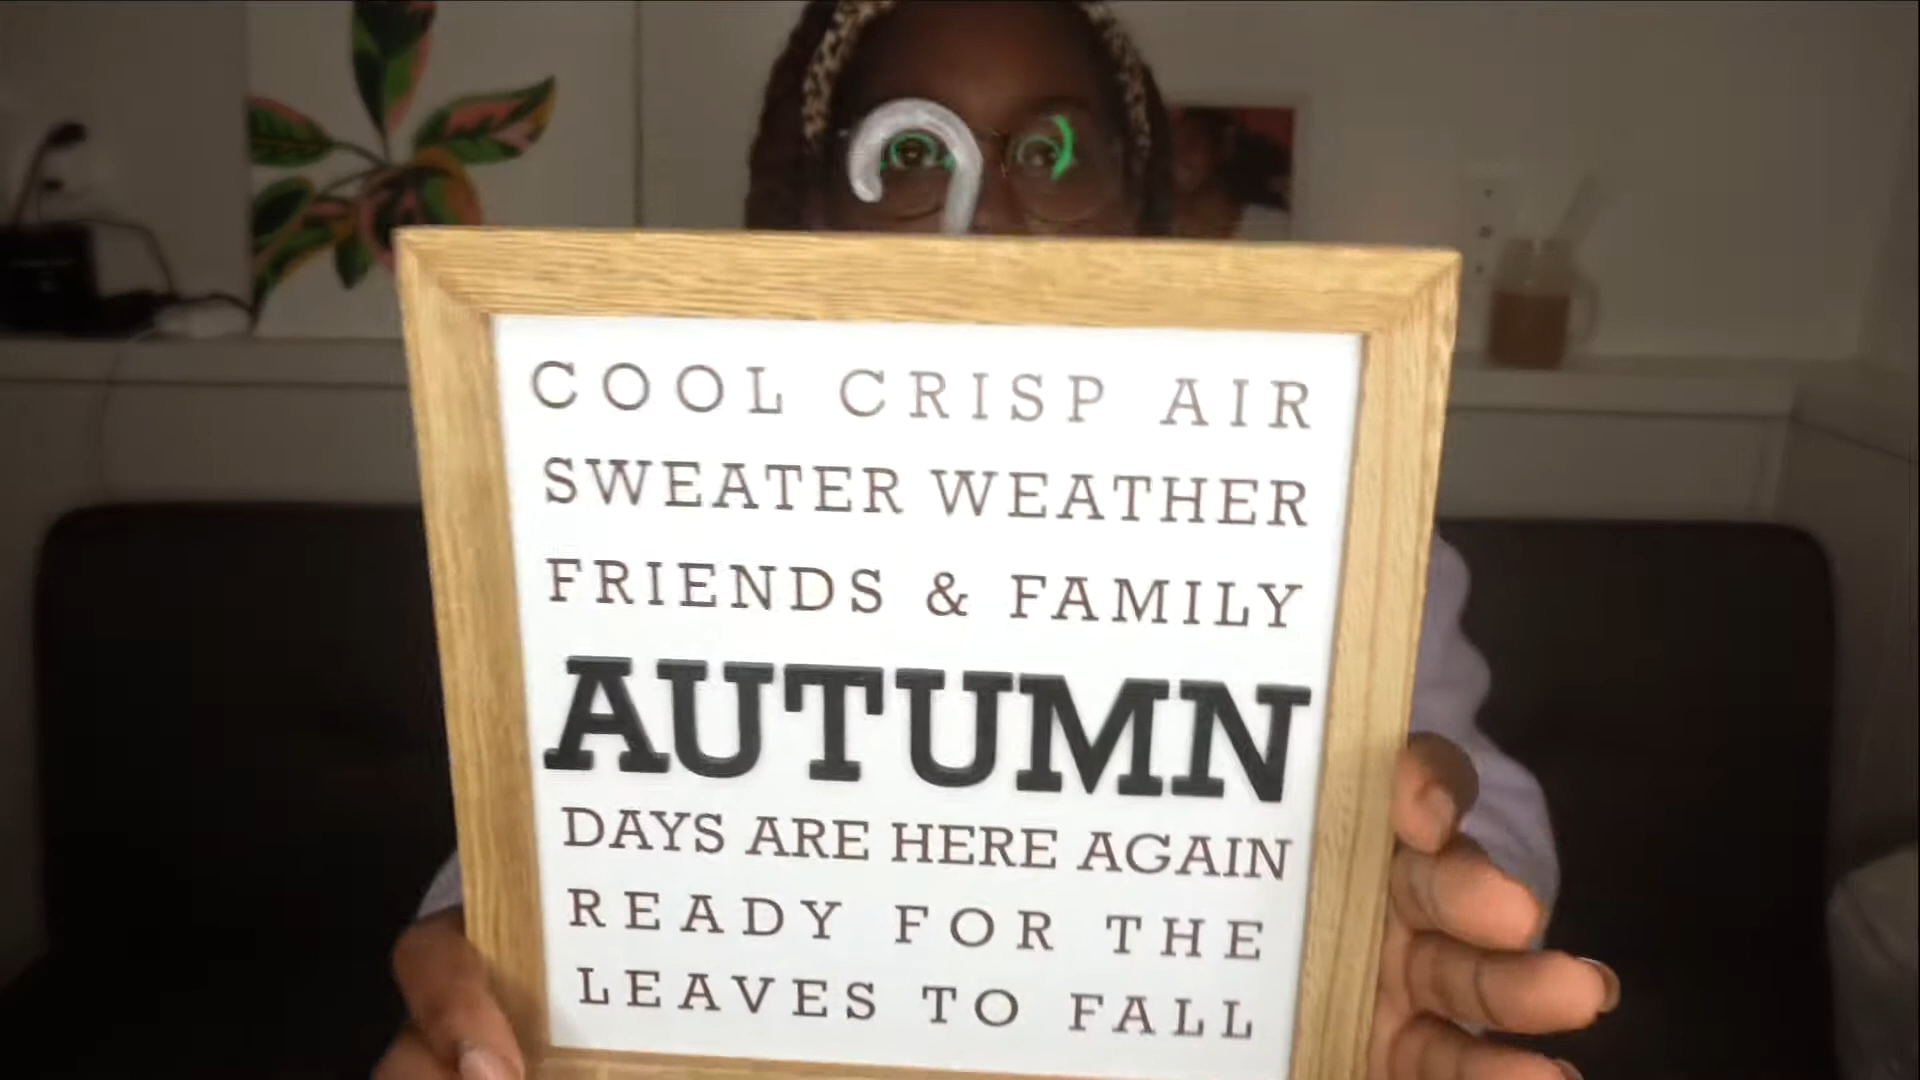 COOL CRISP AIR
SWEATER WEATHER
FRIENDS & FAMILY
AUTUMN
DAYS ARE HERE AGAIN
READY FOR THE
LEAVES TO FALL